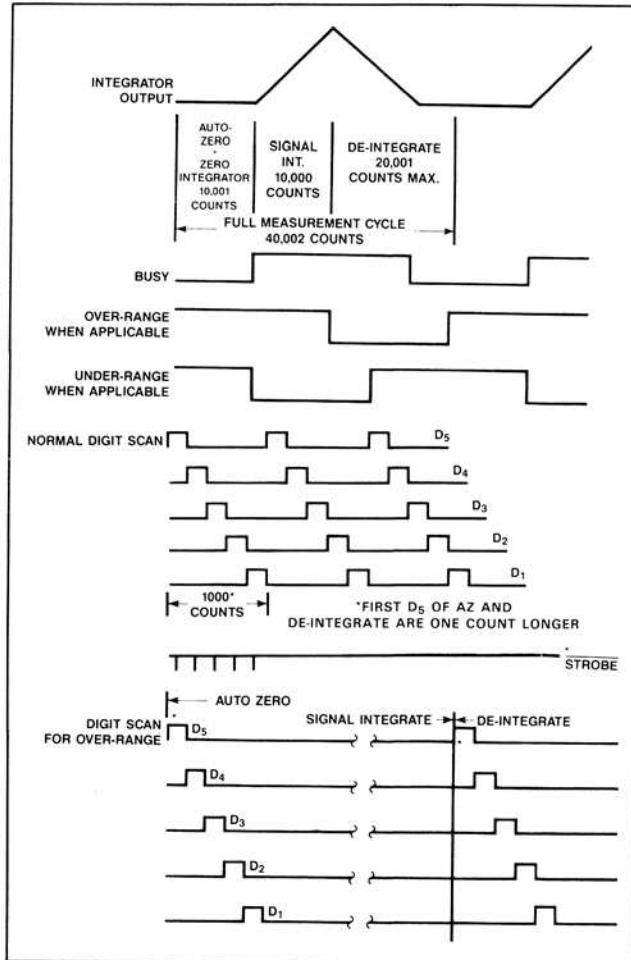 INTEGRATOR
OUTPUT
AUTO-
ZERO
ZERO
INTEGRATOR
10,001
COUNTS
SIGNAL
INT.
10,000
COUNTS
DE-INTEGRATE
20,001
COUNTS MAX.
FULL MEASUREMENT CYCLE
40,002 COUNTS
BUSY
OVER-RANGE
WHEN APPLICABLE
UNDER-RANGE
WHEN APPLICABLE
NORMAL DIGIT SCAN
D5
D4
D3
D2
D1
1000*
COUNTS
*FIRST D5 OF AZ AND
DE-INTEGRATE ARE ONE COUNT LONGER
STROBE
AUTO ZERO
SIGNAL INTEGRATE
DE-INTEGRATE
DIGIT SCAN
FOR OVER-RANGE
D5
D4
D3
D2
D1